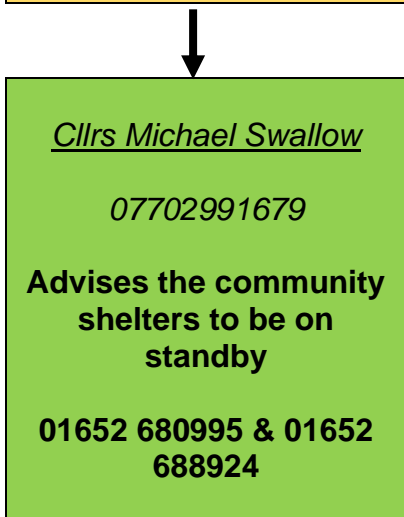 Cllrs Michael Swallow
07702991679
Advises the community
shelters to be on
standby
01652 680995 & 01652
688924